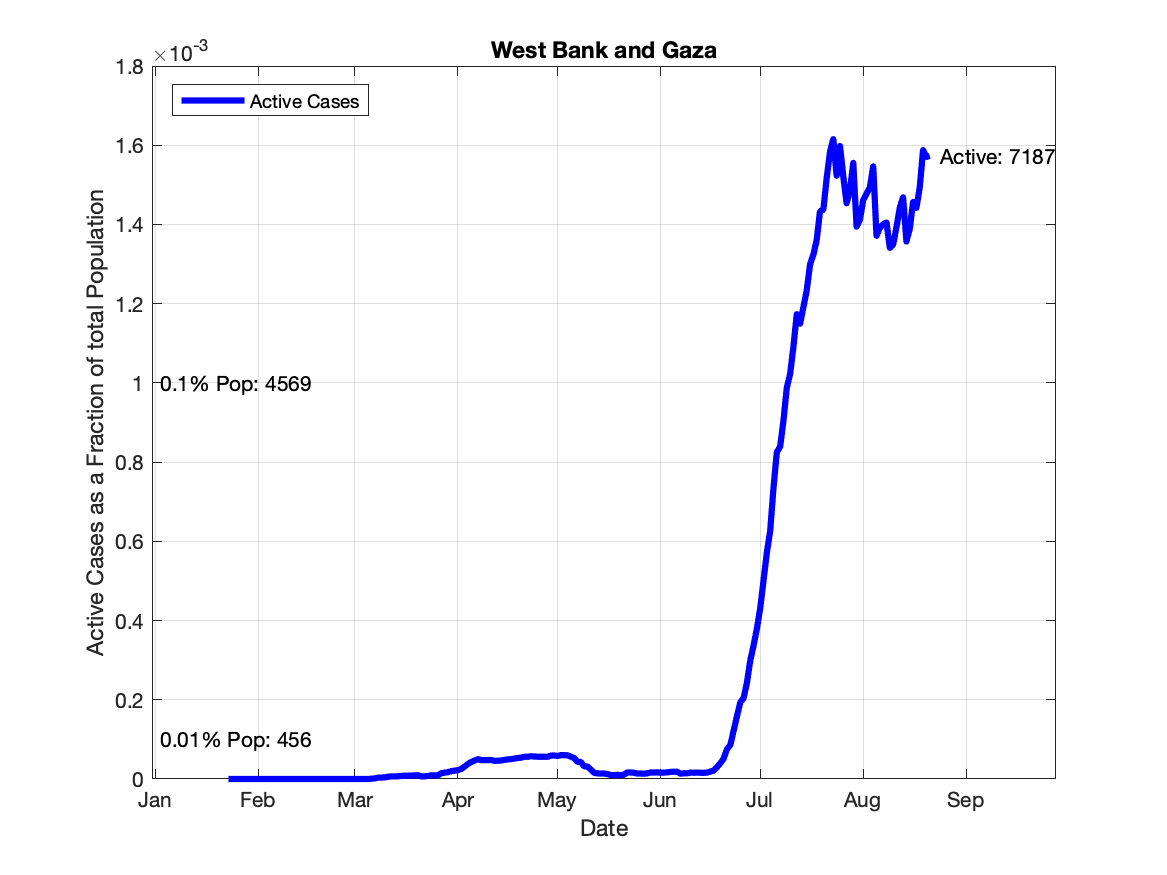 West Bank and Gaza
×10-3
1.8
1.6
1.4
1.2
1
0.8
0.6
0.4
0.2
0
Active Cases as a Fraction of total Population
Active Cases
Active: 7187
0.1% Pop: 4569
0.01% Pop: 456
Jan Feb Mar Apr May Jun Jul Aug Sep
Date